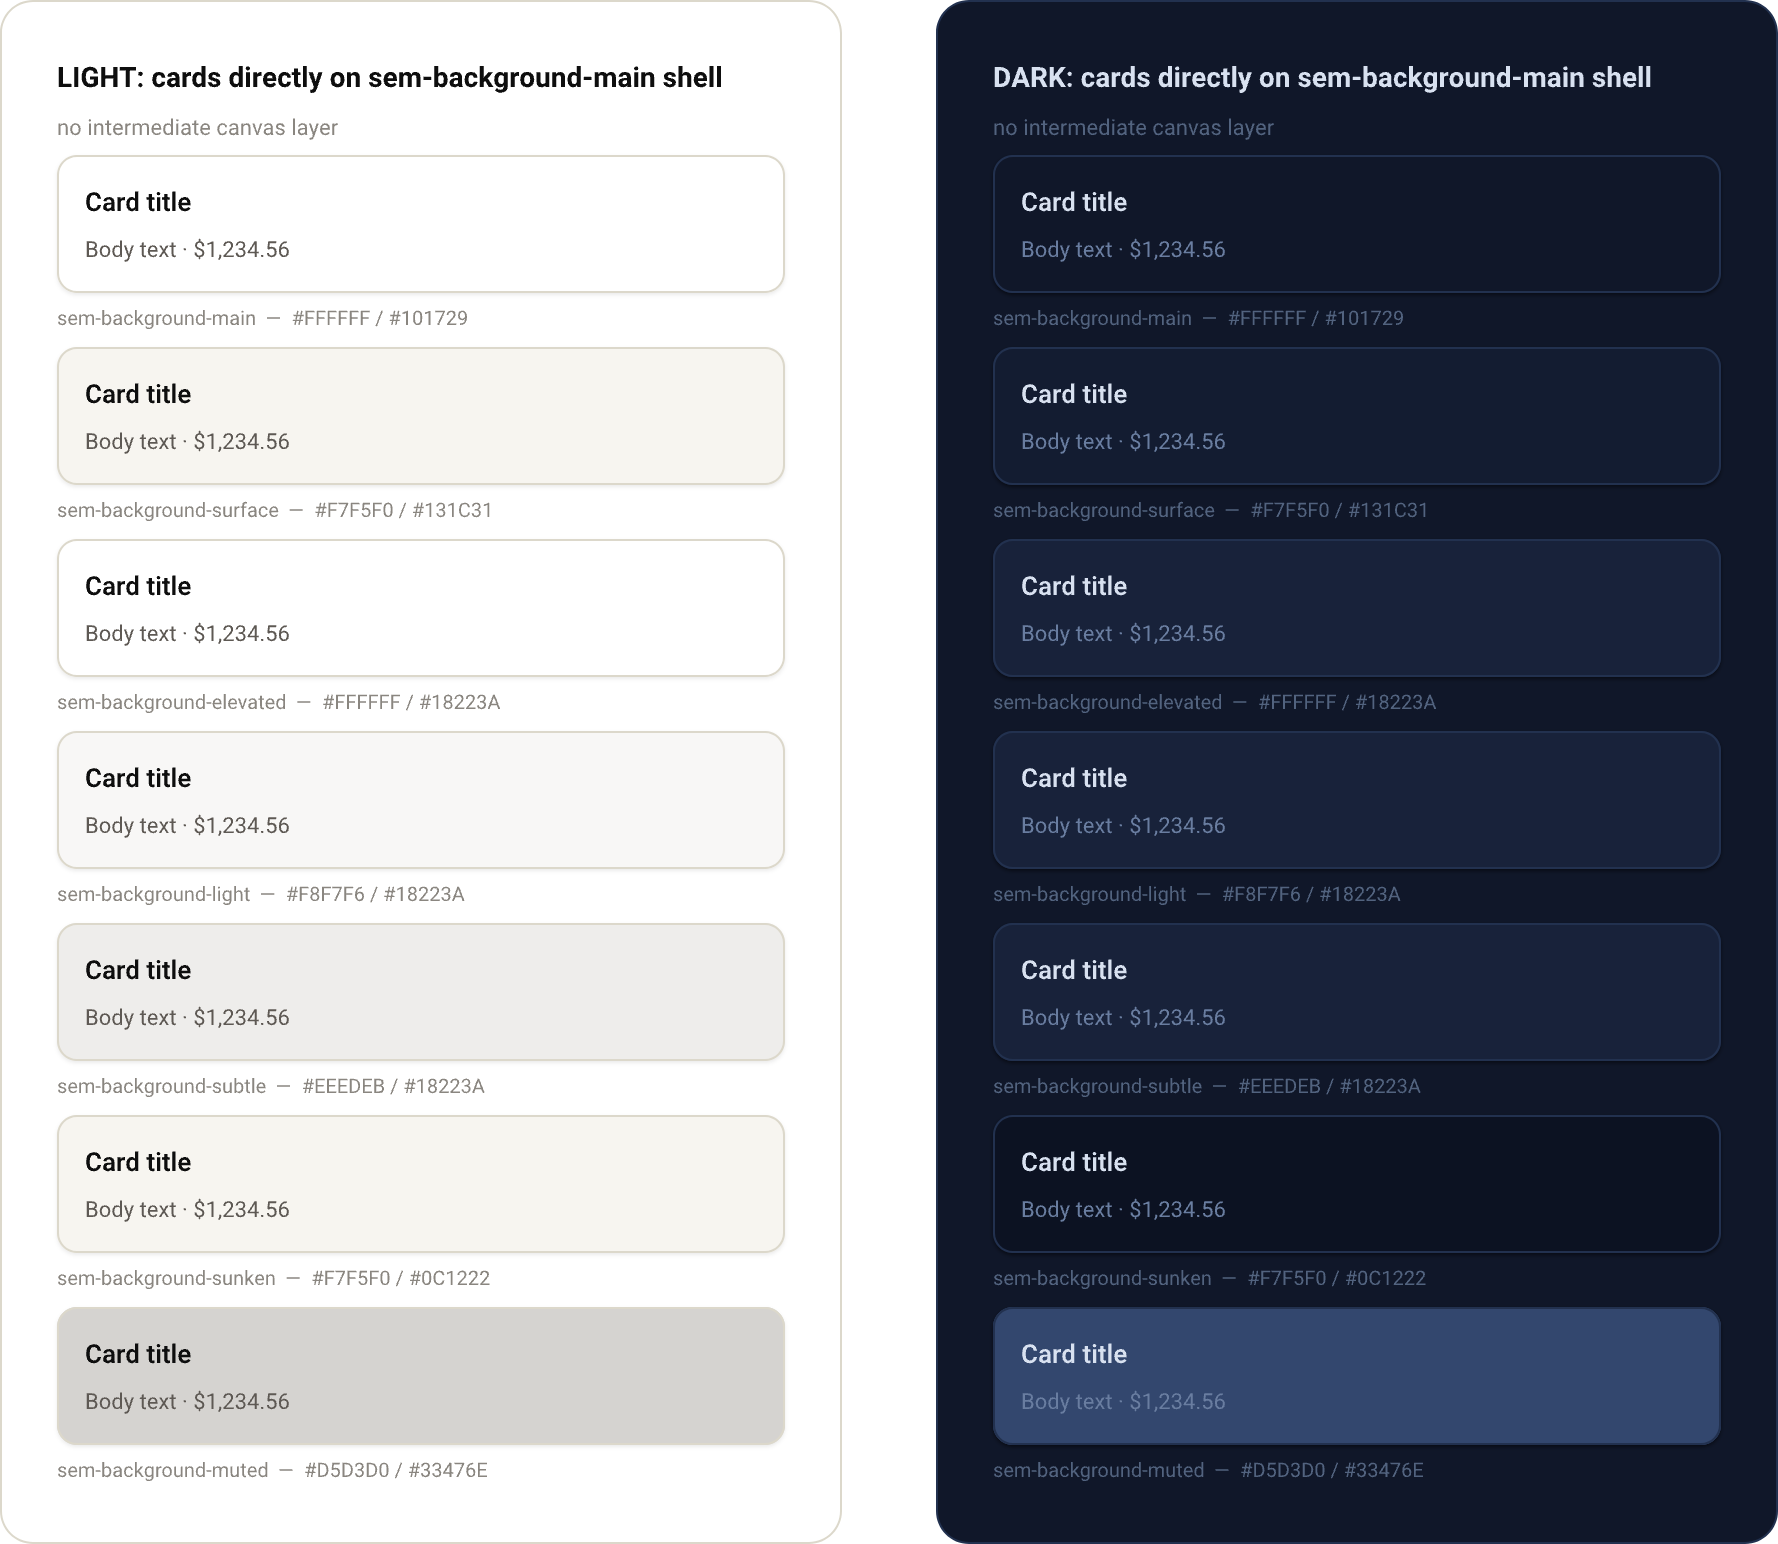 LIGHT: cards directly on sem-background-main shell
no intermediate canvas layer
Card title
Body text · $1,234.56
sem-background-main — #FFFFFF / #101729
Card title
Body text · $1,234.56
sem-background-surface — #F7F5F0 / #131C31
Card title
Body text · $1,234.56
sem-background-elevated — #FFFFFF / #18223A
Card title
Body text · $1,234.56
sem-background-light — #F8F7F6 / #18223A
Card title
Body text · $1,234.56
sem-background-subtle — #EEEDEB / #18223A
Card title
Body text · $1,234.56
sem-background-sunken — #F7F5F0 / #0C1222
Card title
Body text · $1,234.56
sem-background-muted — #D5D3D0 / #33476E
DARK: cards directly on sem-background-main shell
no intermediate canvas layer
Card title
Body text · $1,234.56
sem-background-main — #FFFFFF / #101729
Card title
Body text · $1,234.56
sem-background-surface — #F7F5F0 / #131C31
Card title
Body text · $1,234.56
sem-background-elevated — #FFFFFF / #18223A
Card title
Body text · $1,234.56
sem-background-light — #F8F7F6 / #18223A
Card title
Body text · $1,234.56
sem-background-subtle — #EEEDEB / #18223A
Card title
Body text · $1,234.56
sem-background-sunken — #F7F5F0 / #0C1222
Card title
Body text · $1,234.56
sem-background-muted — #D5D3D0 / #33476E